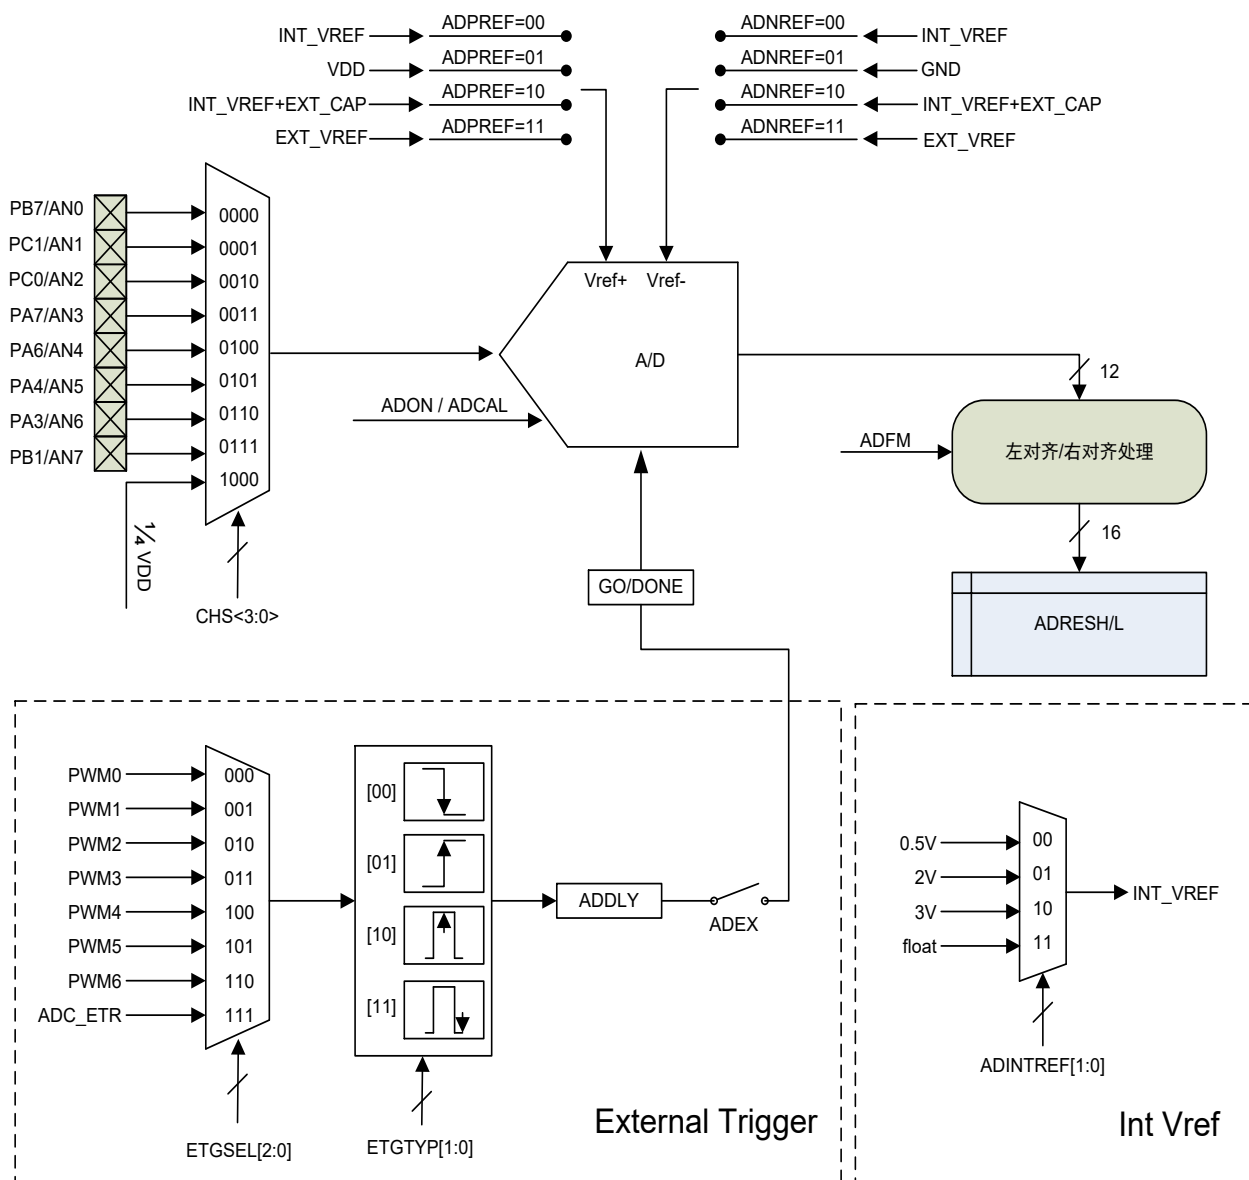 INT_VREF
ADPREF=00
VDD
ADPREF=01
INT_VREF+EXT_CAP
ADPREF=10
EXT_VREF
ADPREF=11
ADNREF=00
INT_VREF
ADNREF=01
GND
ADNREF=10
INT_VREF+EXT_CAP
ADNREF=11
EXT_VREF
PB7/AN0
0000
PC1/AN1
0001
PC0/AN2
0010
PA7/AN3
0011
PA6/AN4
0100
PA4/AN5
0101
PA3/AN6
0110
PB1/AN7
0111
1000
¼ VDD
CHS<3:0>
Vref+
Vref-
A/D
ADON / ADCAL
12
ADFM
左对齐/右对齐处理
16
ADRESH/L
GO/DONE
PWM0
000
PWM1
001
PWM2
010
PWM3
011
PWM4
100
PWM5
101
PWM6
110
ADC_ETR
111
ETGSEL[2:0]
[00]
[01]
[10]
[11]
ETGTYP[1:0]
ADDLY
ADEX
External Trigger
0.5V
00
2V
01
3V
10
float
11
INT_VREF
ADINTREF[1:0]
Int Vref